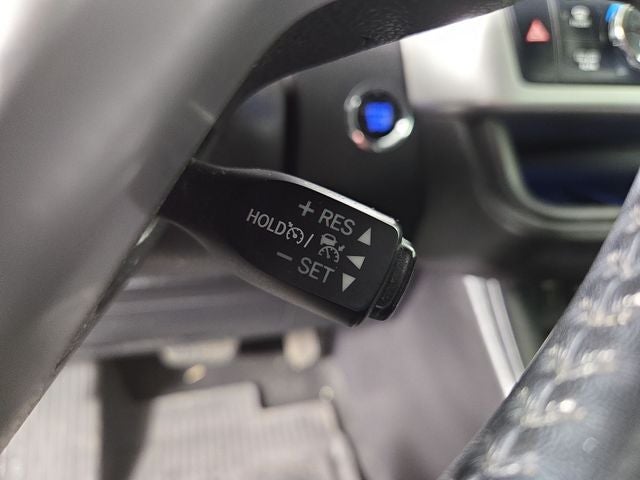 + RES
HOLD /
− SET